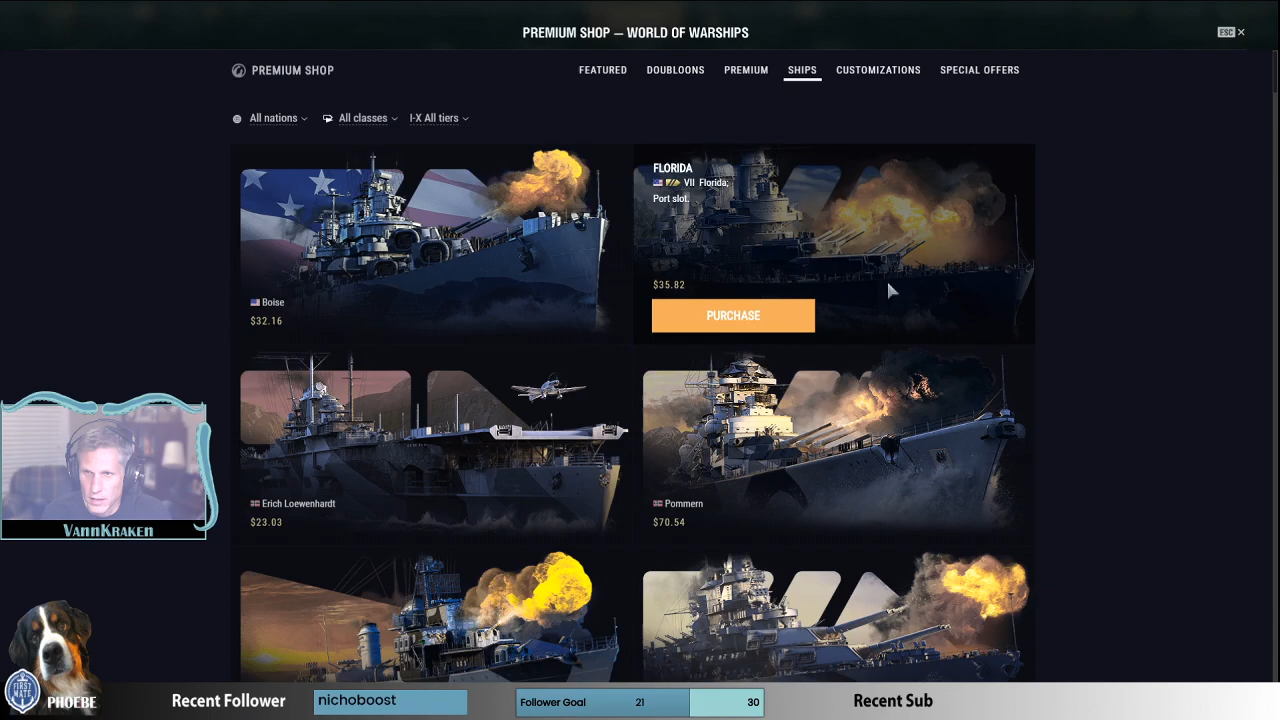 PREMIUM SHOP — WORLD OF WARSHIPS
ESC ×
PREMIUM SHOP
FEATURED DOUBLOONS PREMIUM SHIPS CUSTOMIZATIONS SPECIAL OFFERS
All nations All classes I-X All tiers
Boise
$32.16
FLORIDA
VII Florida;
Port slot.
$35.82
PURCHASE
Erich Loewenhardt
$23.03
Pommern
$70.54
VANNKRAKEN
FIRST MATE
PHOEBE
Recent Follower nichoboost Follower Goal 21 30 Recent Sub